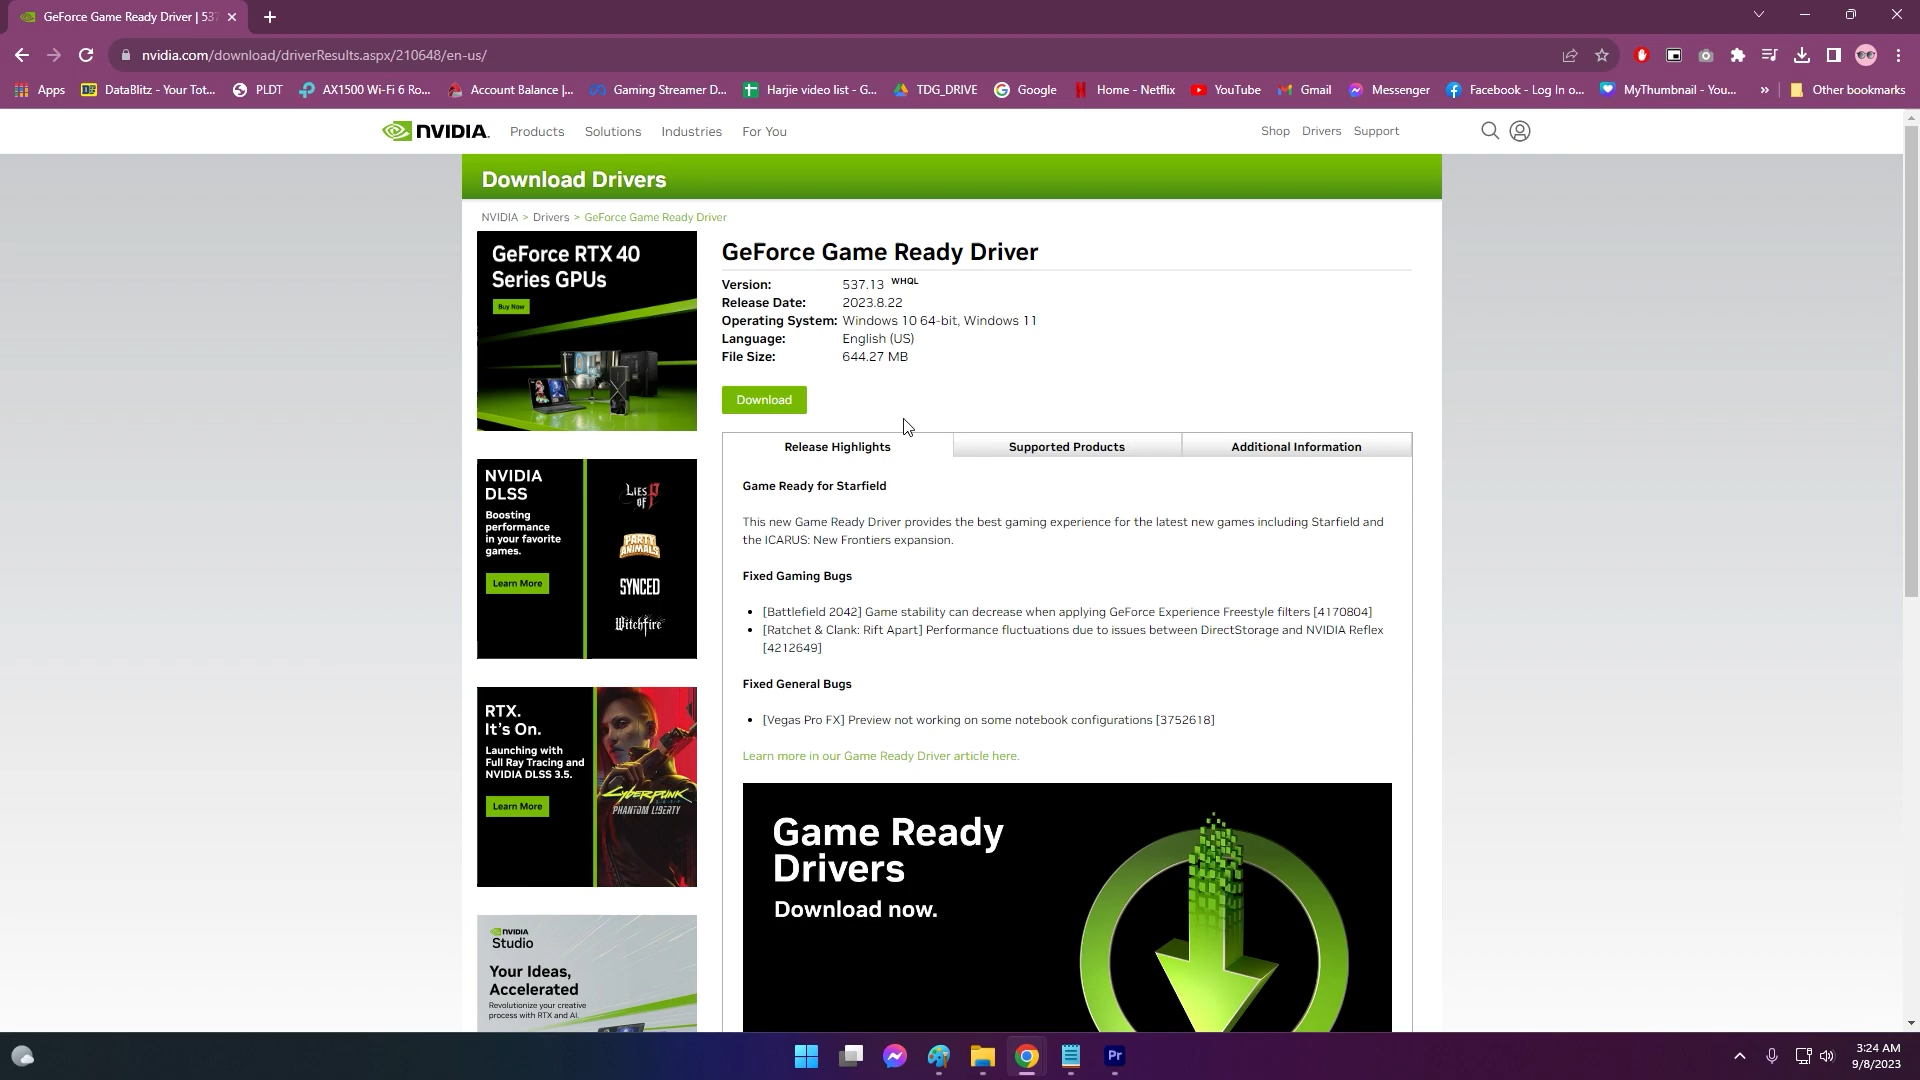 GeForce Game Ready Driver | 537
nvidia.com/download/driverResults.aspx/210648/en-us/
Apps
DataBlitz - Your Tot...
PLDT
AX1500 Wi-Fi 6 Ro...
Account Balance |...
Gaming Streamer D...
Harjie video list - G...
TDG_DRIVE
Google
Home - Netflix
YouTube
Gmail
Messenger
Facebook - Log In o...
MyThumbnail - You...
»
Other bookmarks
NVIDIA.
Products
Solutions
Industries
For You
Shop
Drivers
Support
Download Drivers
NVIDIA > Drivers > GeForce Game Ready Driver
GeForce RTX 40
Series GPUs
Buy Now
GeForce Game Ready Driver
Version: 537.13 WHQL
Release Date: 2023.8.22
Operating System: Windows 10 64-bit, Windows 11
Language: English (US)
File Size: 644.27 MB
Download
Release Highlights
Supported Products
Additional Information
Game Ready for Starfield
This new Game Ready Driver provides the best gaming experience for the latest new games including Starfield and
the ICARUS: New Frontiers expansion.
Fixed Gaming Bugs
• [Battlefield 2042] Game stability can decrease when applying GeForce Experience Freestyle filters [4170804]
• [Ratchet & Clank: Rift Apart] Performance fluctuations due to issues between DirectStorage and NVIDIA Reflex
[4212649]
Fixed General Bugs
• [Vegas Pro FX] Preview not working on some notebook configurations [3752618]
Learn more in our Game Ready Driver article here.
Game Ready
Drivers
Download now.
NVIDIA
DLSS
Boosting
performance
in your favorite
games.
Learn More
LIES
OF P
PARTY
ANIMALS
SYNCED
Witchfire
RTX.
It's On.
Launching with
Full Ray Tracing and
NVIDIA DLSS 3.5.
Learn More
CYBERPUNK
2077
PHANTOM LIBERTY
NVIDIA
Studio
Your Ideas,
Accelerated
Revolutionize your creative
process with RTX and AI.
Pr
3:24 AM
9/8/2023